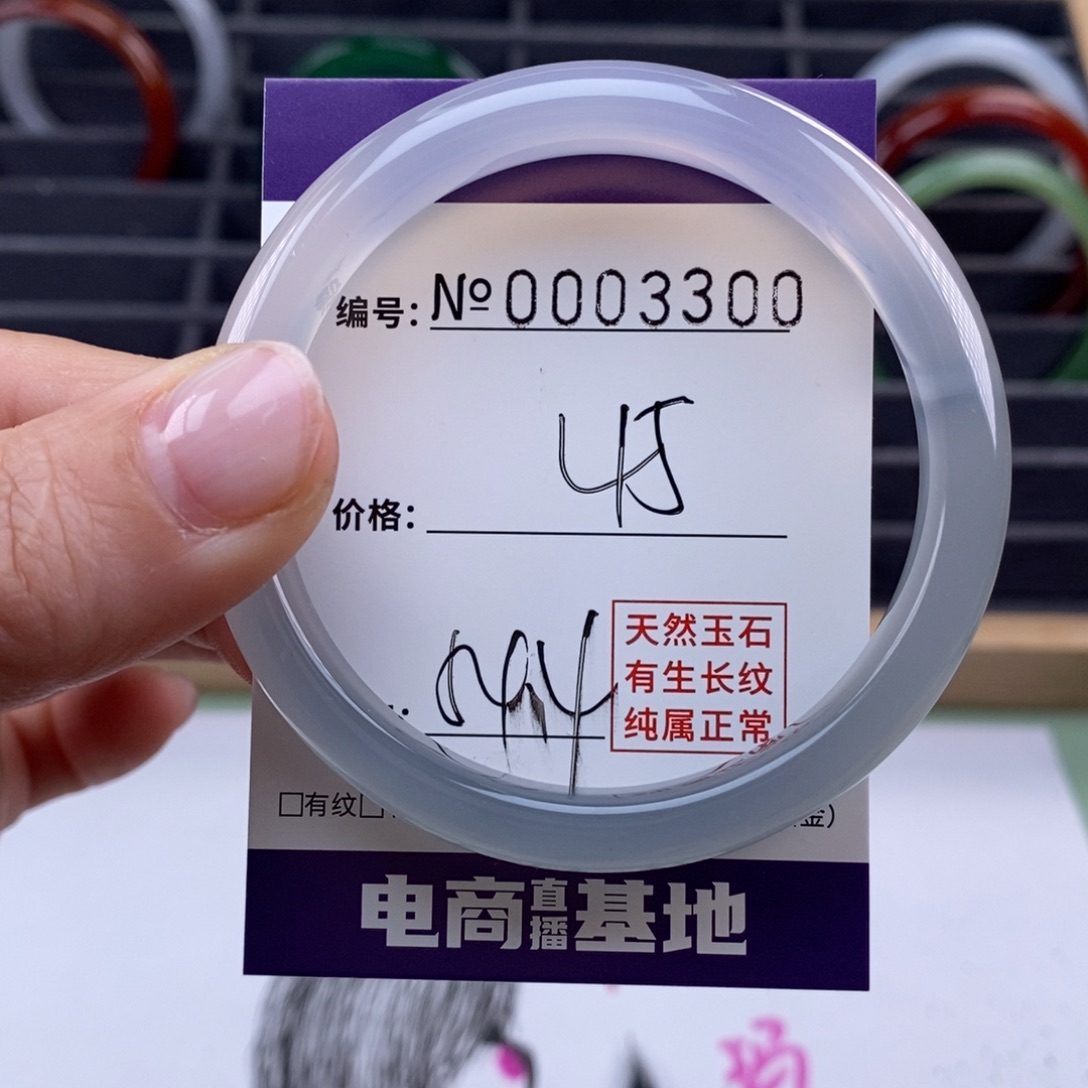 编号: №0003300
45
价格:
天然玉石
有生长纹
纯属正常
□有纹□
金)
电商直播基地